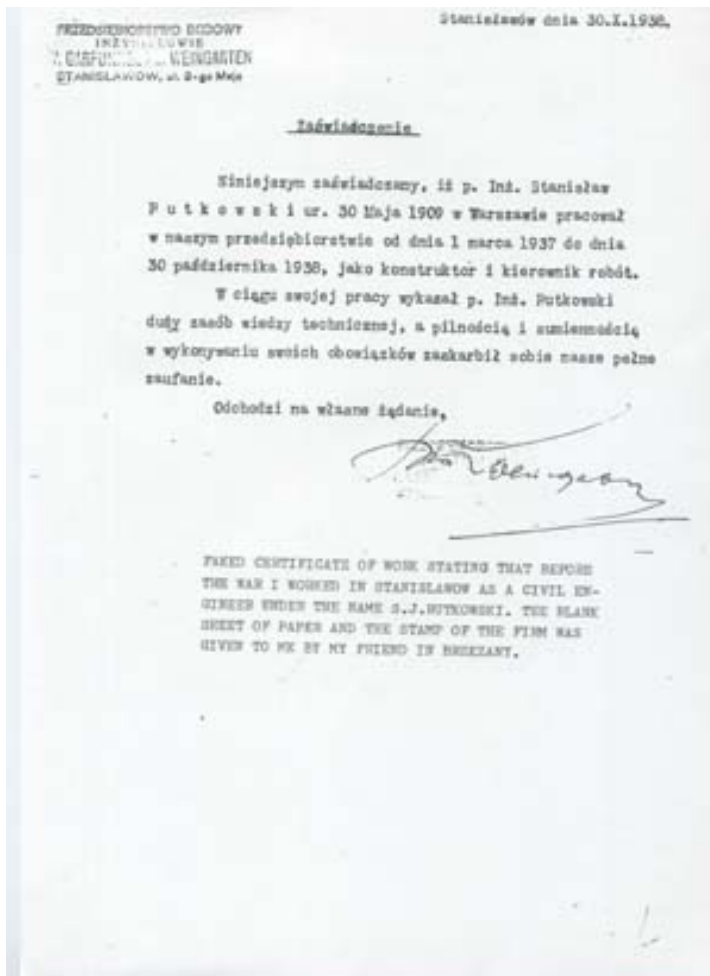 Stanisławów dnia 30.X.1938.
PRZEDSIĘBIORSTWO BUDOWY
WEINGARTEN
STANISŁAWÓW, ul. 3-go Maja
Zaświadczenie
Niniejszym zaświadczamy, iż p. Inż. Stanisław
P u t k o w s k i ur. 30 Maja 1909 w Warszawie pracował
w naszym przedsiębiorstwie od dnia 1 marca 1937 do dnia
30 października 1938, jako konstruktor i kierownik robót.
W ciągu swojej pracy wykazał p. Inż. Putkowski
duży zasób wiedzy technicznej, a pilnością i sumiennością
w wykonywaniu swoich obowiązków zaskarbił sobie nasze pełne
zaufanie.
Odchodzi na własne żądanie.
FAKED CERTIFICATE OF WORK STATING THAT BEFORE
THE WAR I WORKED IN STANISLAWOW AS A CIVIL EN-
GINEER UNDER THE NAME S.J.RUTKOWSKI. THE BLANK
SHEET OF PAPER AND THE STAMP OF THE FIRM WAS
GIVEN TO ME BY MY FRIEND IN BRZEZANY.